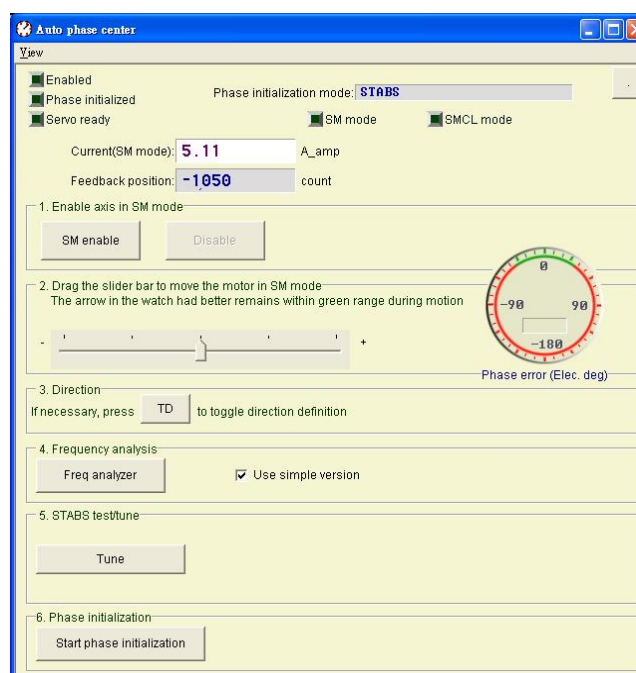 Auto phase center
View
Enabled
Phase initialized
Servo ready
Phase initialization mode: STABS
.
SM mode
SMCL mode
Current(SM mode): 5.11 A_amp
Feedback position: -1050 count
1. Enable axis in SM mode
SM enable
Disable
2. Drag the slider bar to move the motor in SM mode
The arrow in the watch had better remains within green range during motion
- +
0
-90 90
-180
Phase error (Elec. deg)
3. Direction
If necessary, press TD to toggle direction definition
4. Frequency analysis
Freq analyzer
Use simple version
5. STABS test/tune
Tune
6. Phase initialization
Start phase initialization